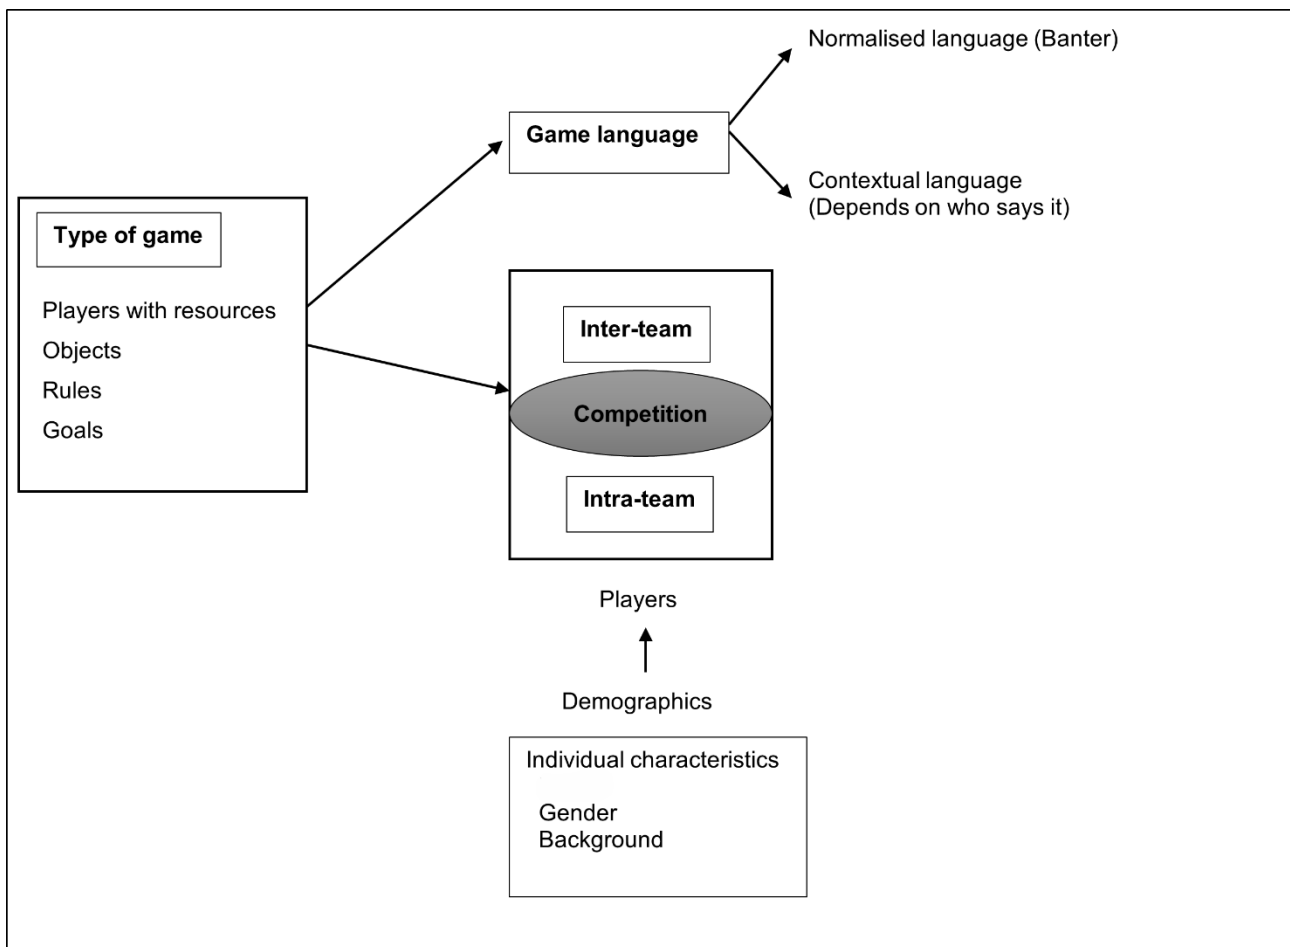 Normalised language (Banter)
Game language
Contextual language
(Depends on who says it)
Type of game
Players with resources
Objects
Rules
Goals
Inter-team
Competition
Intra-team
Players
Demographics
Individual characteristics
Gender
Background